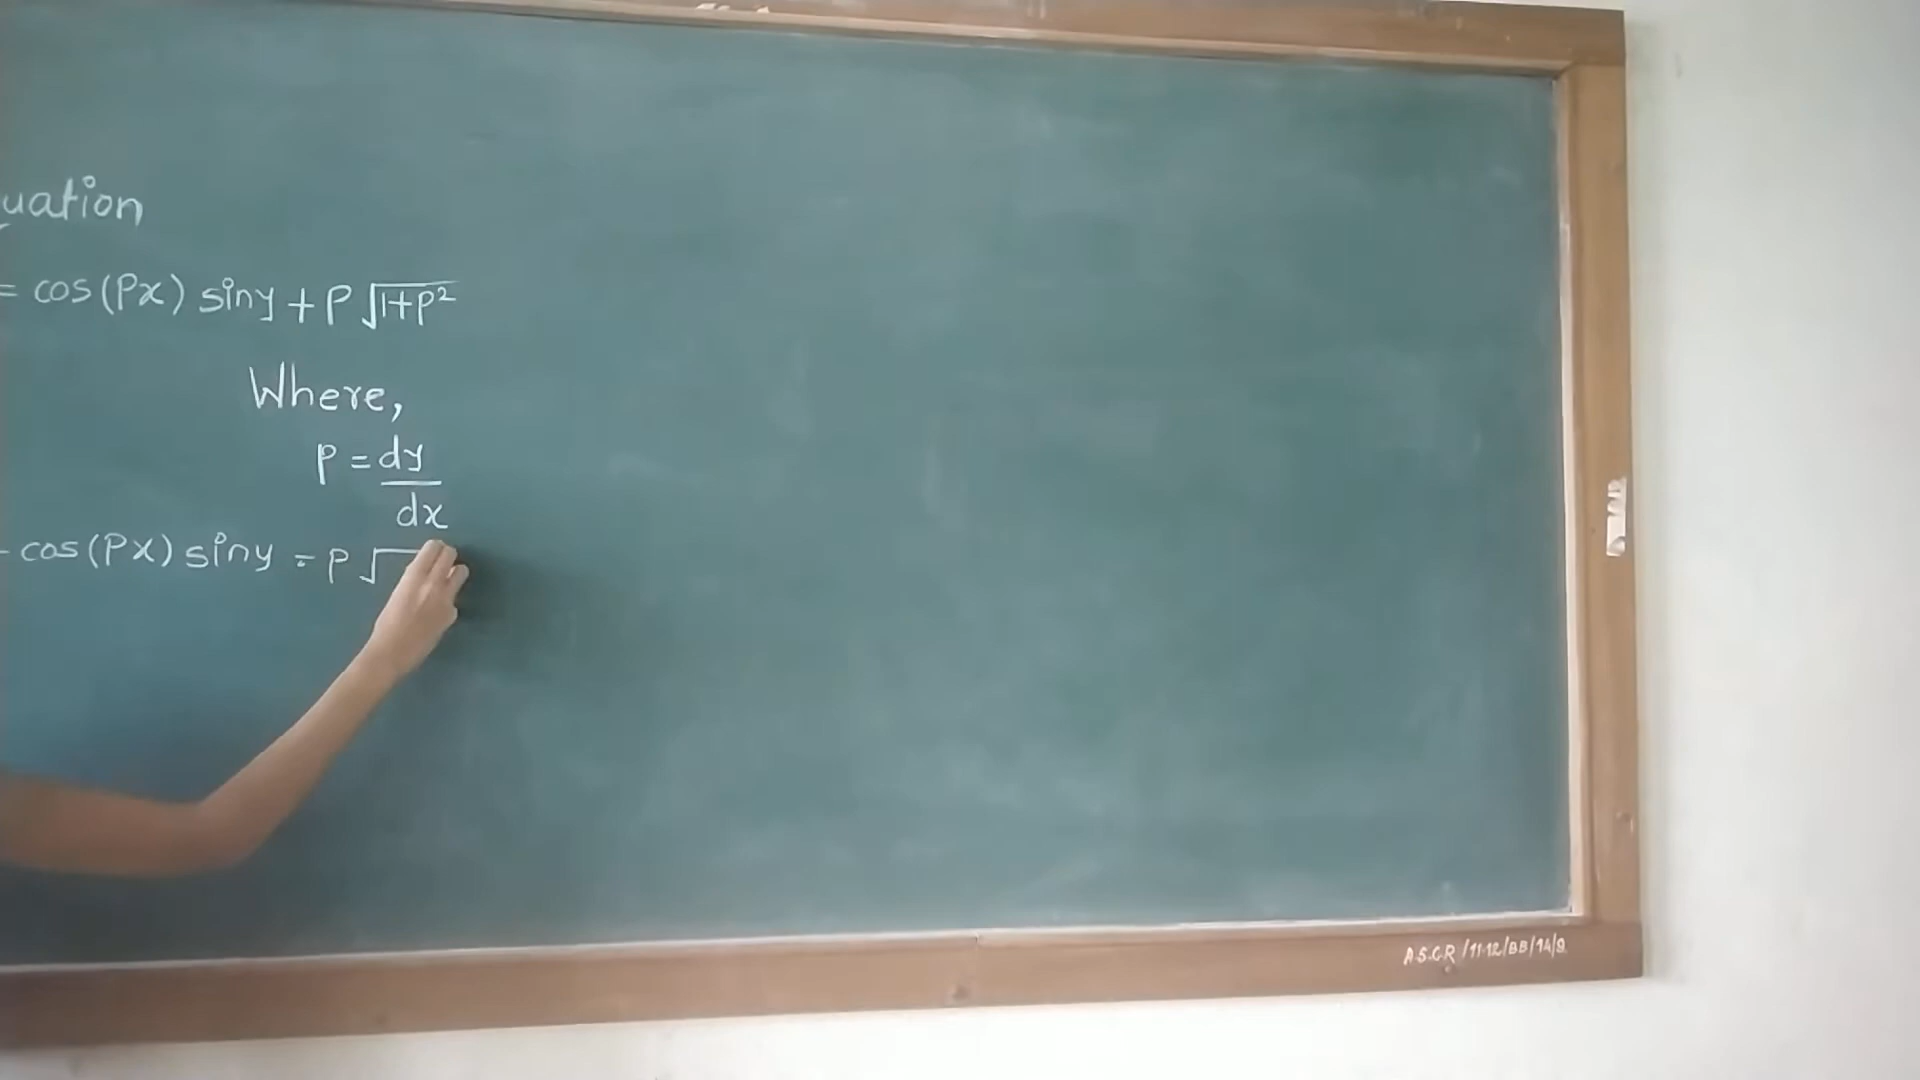 uation
= cos(Px) siny + P √1+p²
Where,
P = dy
dx
- cos(Px) siny = P √
A.S.C.R /11-12/BB/14/9